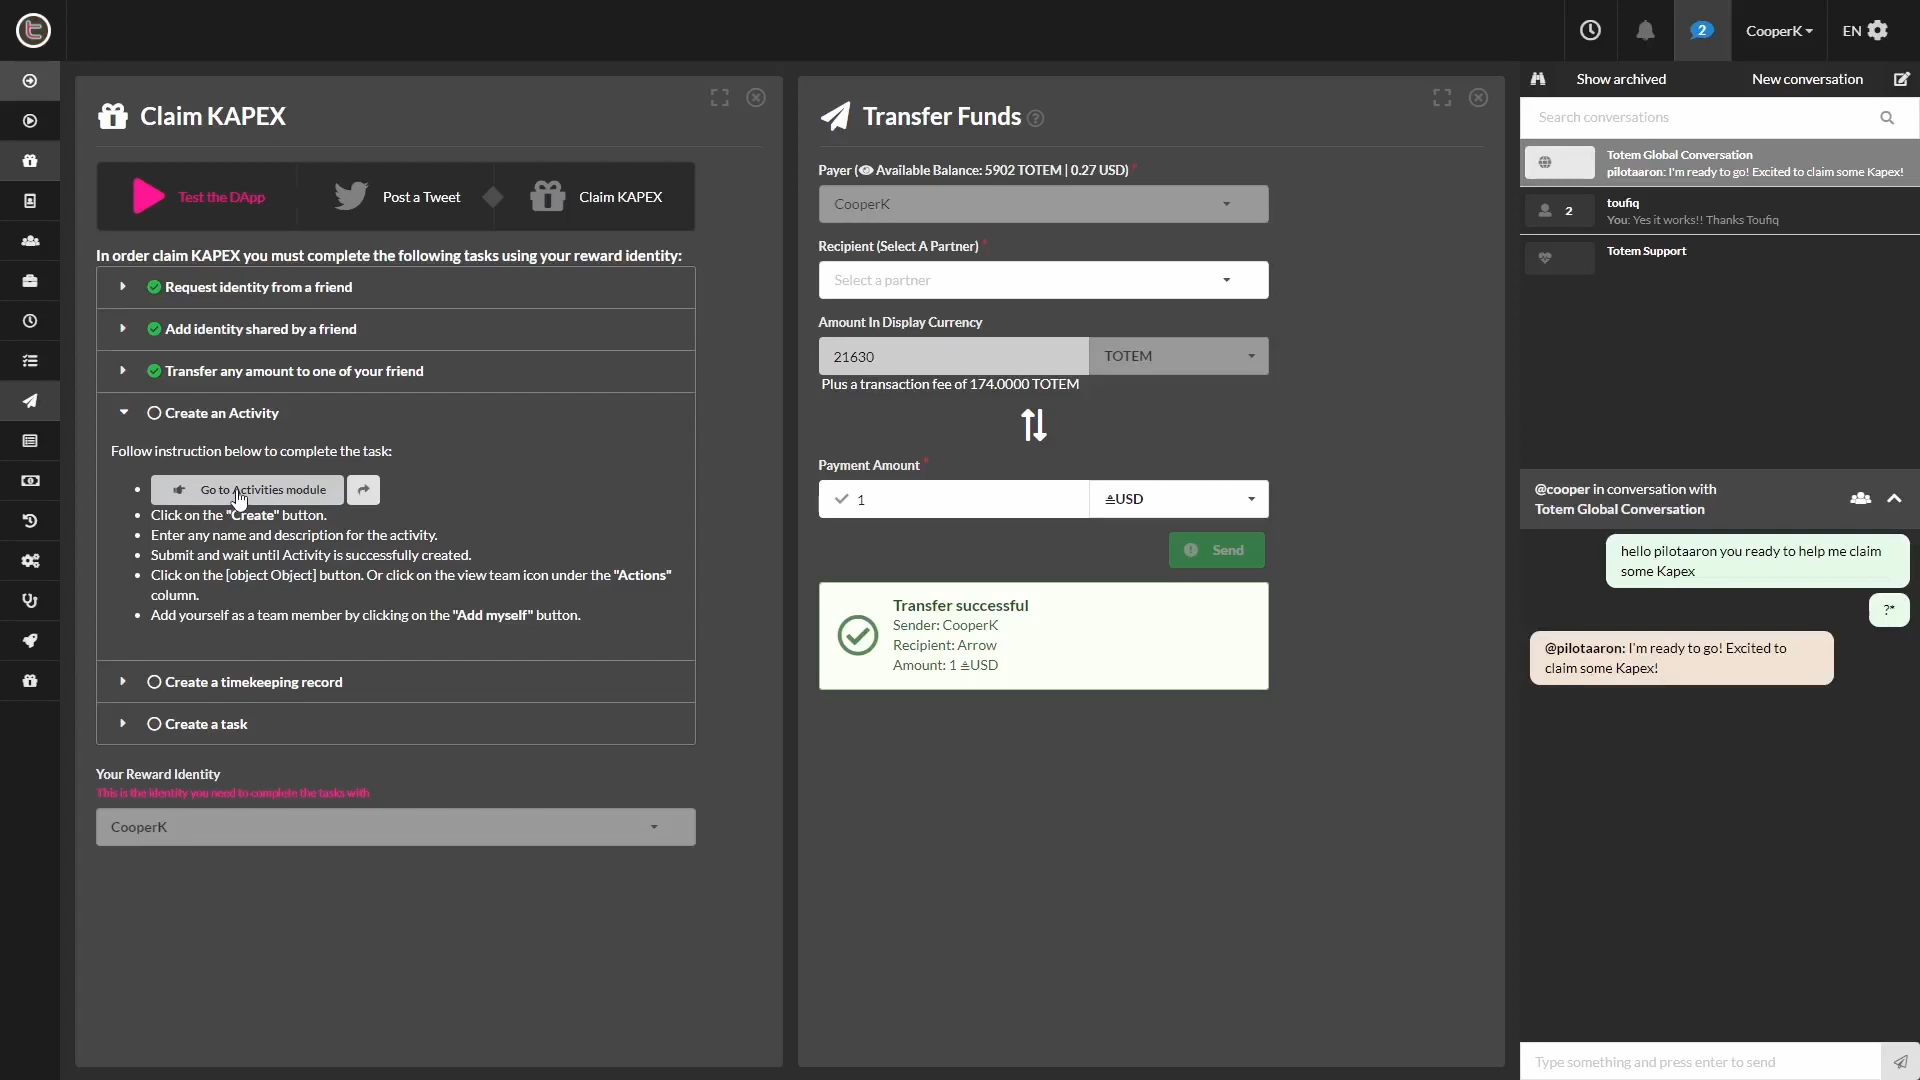 2
CooperK
EN
Claim KAPEX
Test the DApp
Post a Tweet
Claim KAPEX
In order claim KAPEX you must complete the following tasks using your reward identity:
Request identity from a friend
Add identity shared by a friend
Transfer any amount to one of your friend
Create an Activity
Follow instruction below to complete the task:
Go to Activities module
Click on the "Create" button.
Enter any name and description for the activity.
Submit and wait until Activity is successfully created.
Click on the [object Object] button. Or click on the view team icon under the "Actions"
column.
Add yourself as a team member by clicking on the "Add myself" button.
Create a timekeeping record
Create a task
Your Reward Identity
This is the identity you need to complete the tasks with
CooperK
Transfer Funds
Payer (Available Balance: 5902 TOTEM | 0.27 USD) *
CooperK
Recipient (Select A Partner) *
Select a partner
Amount In Display Currency
21630
TOTEM
Plus a transaction fee of 174.0000 TOTEM
Payment Amount *
1
≙USD
Send
Transfer successful
Sender: CooperK
Recipient: Arrow
Amount: 1 ≙USD
Show archived
New conversation
Search conversations
Totem Global Conversation
pilotaaron: I'm ready to go! Excited to claim some Kapex!
2
toufiq
You: Yes it works!! Thanks Toufiq
Totem Support
@cooper in conversation with
Totem Global Conversation
hello pilotaaron you ready to help me claim
some Kapex
?*
@pilotaaron: I'm ready to go! Excited to
claim some Kapex!
Type something and press enter to send